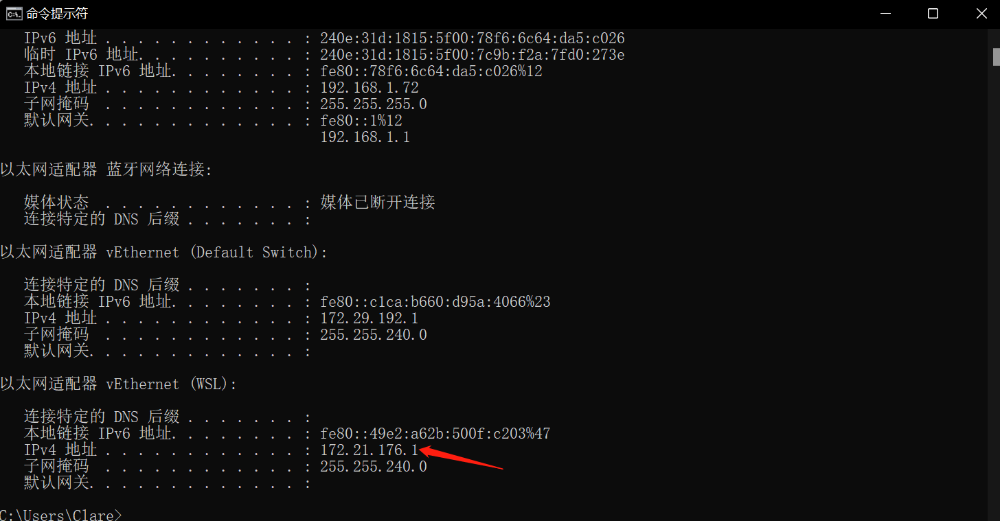 命令提示符
IPv6 地址 . . . . . . . . . . . . : 240e:31d:1815:5f00:78f6:6c64:da5:c026
临时 IPv6 地址. . . . . . . . . . : 240e:31d:1815:5f00:7c9b:f2a:7fd0:273e
本地链接 IPv6 地址. . . . . . . . : fe80::78f6:6c64:da5:c026%12
IPv4 地址 . . . . . . . . . . . . : 192.168.1.72
子网掩码  . . . . . . . . . . . . : 255.255.255.0
默认网关. . . . . . . . . . . . . : fe80::1%12
192.168.1.1
以太网适配器 蓝牙网络连接:
媒体状态  . . . . . . . . . . . . : 媒体已断开连接
连接特定的 DNS 后缀 . . . . . . . :
以太网适配器 vEthernet (Default Switch):
连接特定的 DNS 后缀 . . . . . . . :
本地链接 IPv6 地址. . . . . . . . : fe80::c1ca:b660:d95a:4066%23
IPv4 地址 . . . . . . . . . . . . : 172.29.192.1
子网掩码  . . . . . . . . . . . . : 255.255.240.0
默认网关. . . . . . . . . . . . . :
以太网适配器 vEthernet (WSL):
连接特定的 DNS 后缀 . . . . . . . :
本地链接 IPv6 地址. . . . . . . . : fe80::49e2:a62b:500f:c203%47
IPv4 地址 . . . . . . . . . . . . : 172.21.176.1
子网掩码  . . . . . . . . . . . . : 255.255.240.0
默认网关. . . . . . . . . . . . . :
C:\Users\Clare>